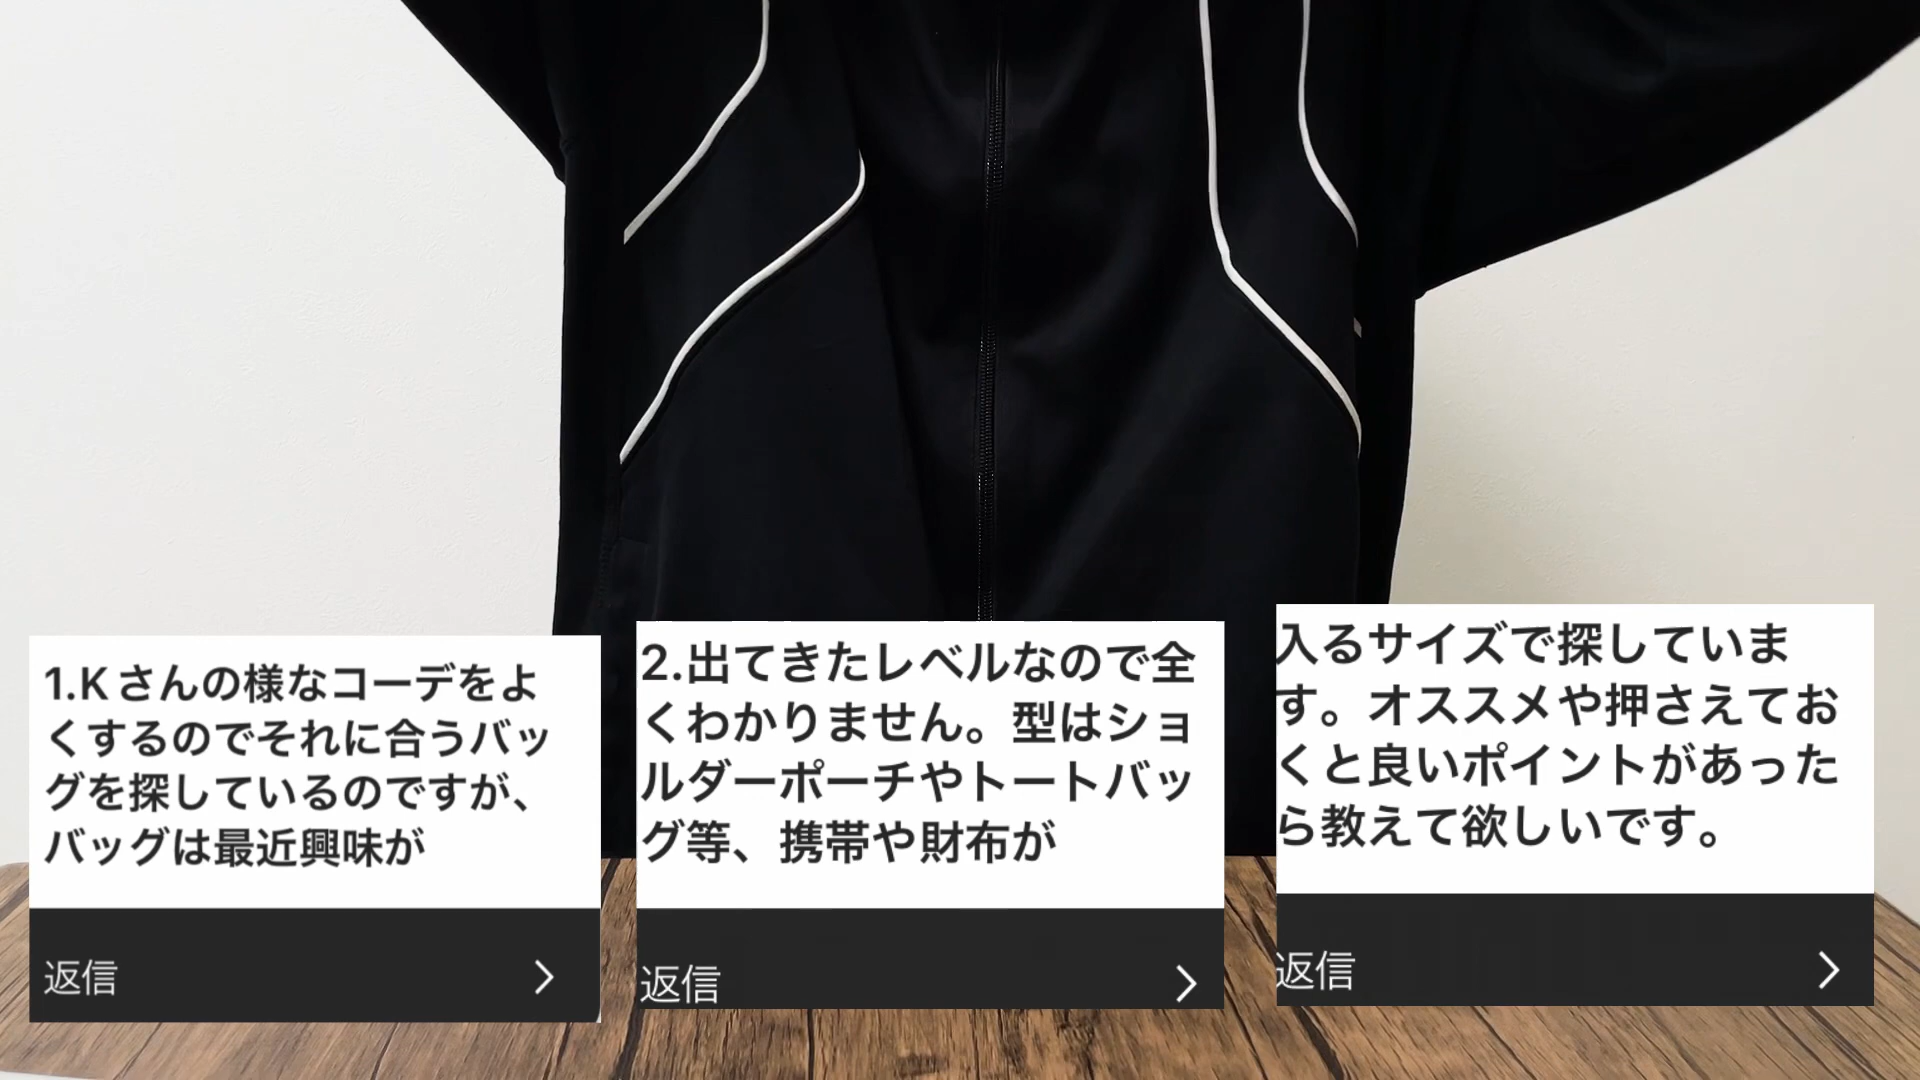 1.Kさんの様なコーデをよ
くするのでそれに合うバッ
グを探しているのですが、
バッグは最近興味が
返信
2.出てきたレベルなので全
くわかりません。型はショ
ルダーポーチやトートバッ
グ等、携帯や財布が
返信
入るサイズで探していま
す。オススメや押さえてお
くと良いポイントがあった
ら教えて欲しいです。
返信